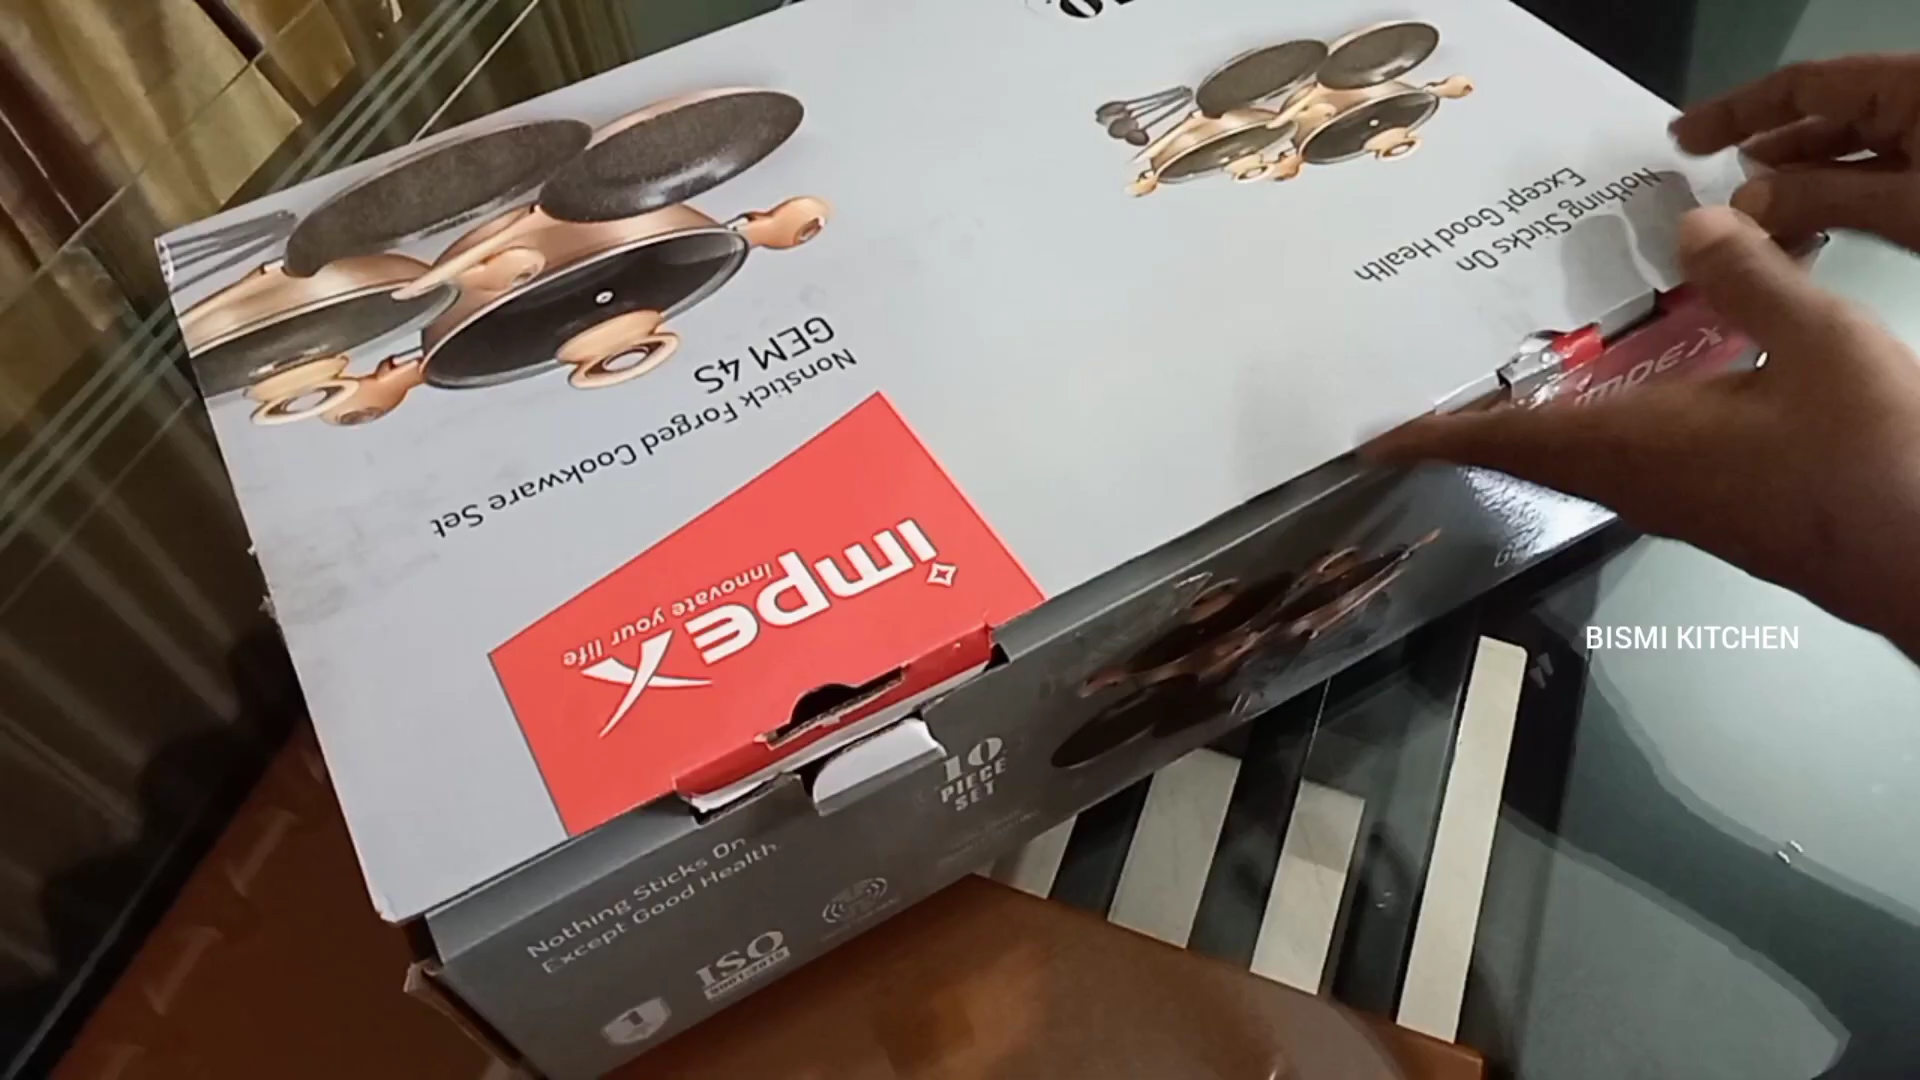 GEM 4S
Nonstick Forged Cookware Set
impex
innovate your life
Nothing Sticks On
Except Good Health
impex
10
PIECE
SET
Nothing Sticks On
Except Good Health
ISO
1
BISMI KITCHEN